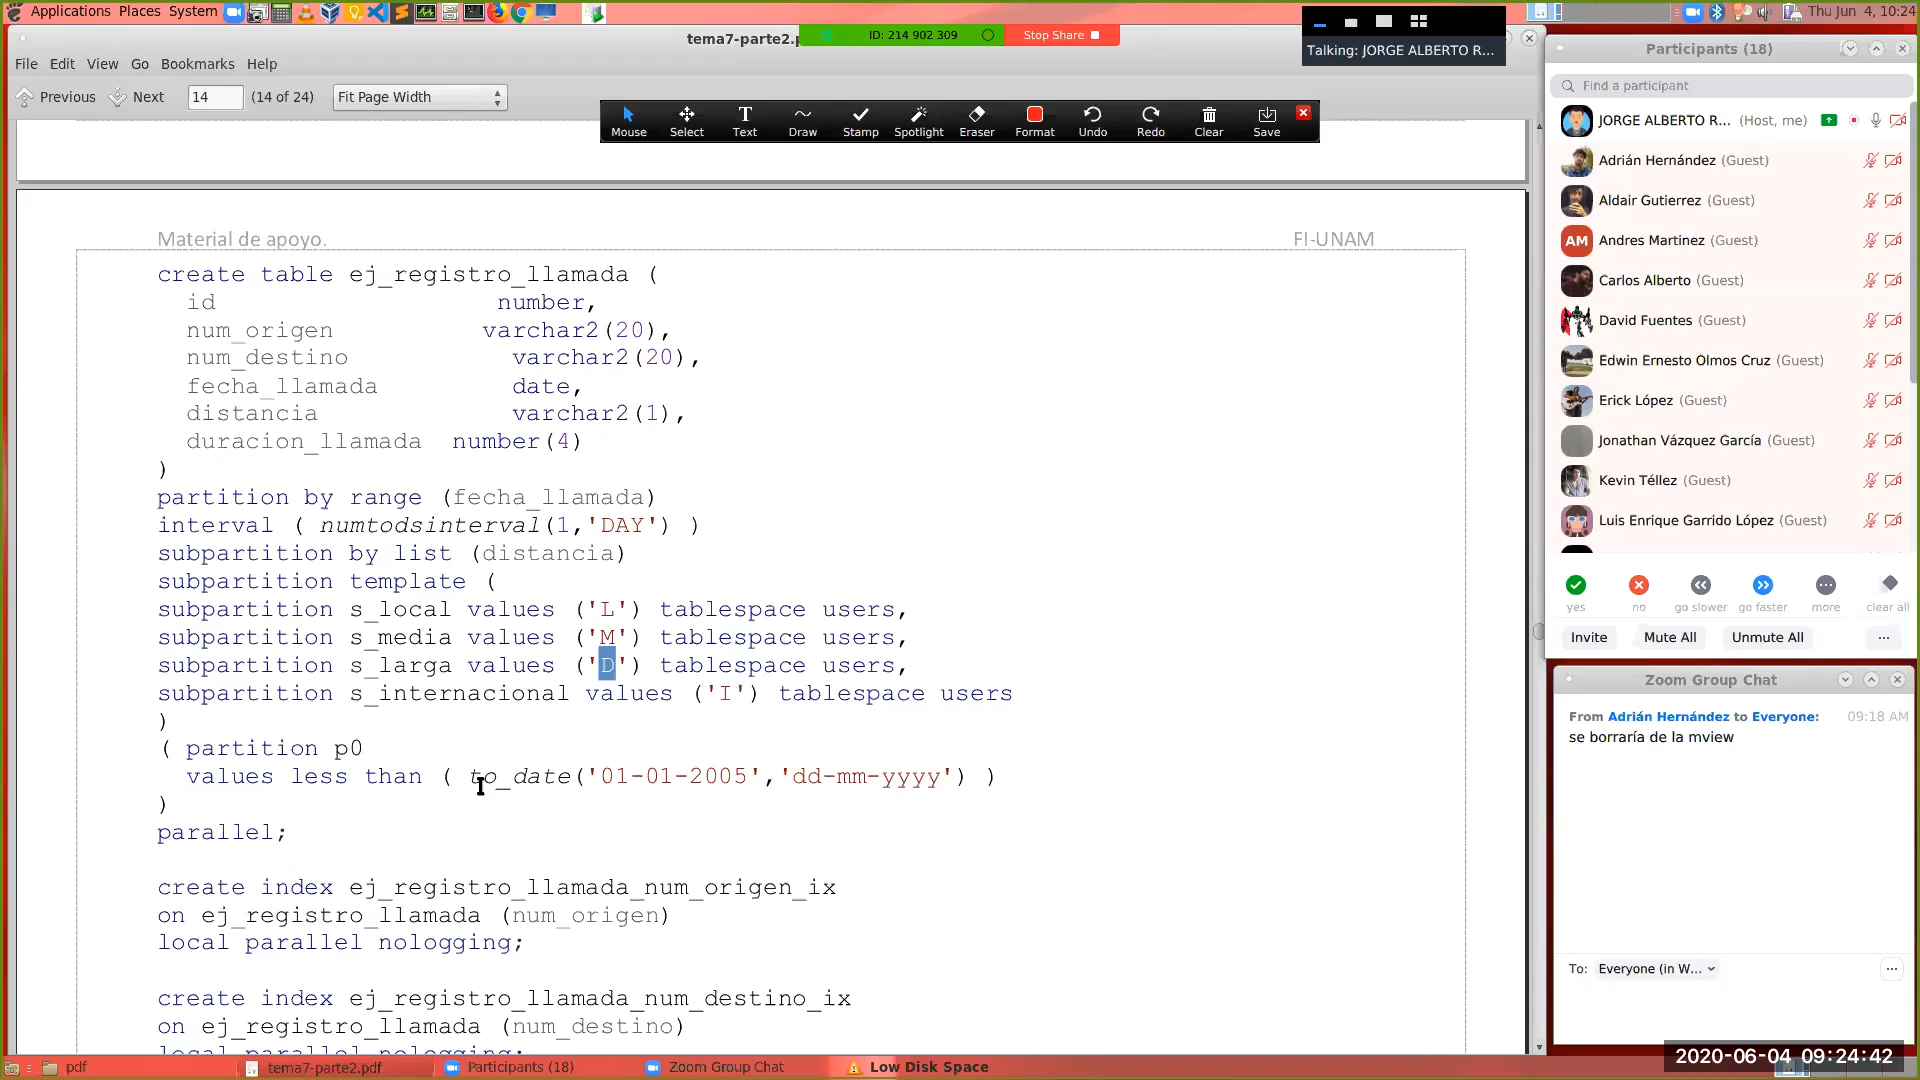 Applications Places System
Thu Jun 4, 10:24
tema7-parte2.p
ID: 214 902 309
Stop Share
Talking: JORGE ALBERTO R...
File Edit View Go Bookmarks Help
Previous Next 14 (14 of 24) Fit Page Width
Mouse Select Text Draw Stamp Spotlight Eraser Format Undo Redo Clear Save
Material de apoyo. FI-UNAM
create table ej_registro_llamada (
id number,
num_origen varchar2(20),
num_destino varchar2(20),
fecha_llamada date,
distancia varchar2(1),
duracion_llamada number(4)
)
partition by range (fecha_llamada)
interval ( numtodsinterval(1,'DAY') )
subpartition by list (distancia)
subpartition template (
subpartition s_local values ('L') tablespace users,
subpartition s_media values ('M') tablespace users,
subpartition s_larga values ('D') tablespace users,
subpartition s_internacional values ('I') tablespace users
)
( partition p0
values less than ( to_date('01-01-2005','dd-mm-yyyy') )
)
parallel;
create index ej_registro_llamada_num_origen_ix
on ej_registro_llamada (num_origen)
local parallel nologging;
create index ej_registro_llamada_num_destino_ix
on ej_registro_llamada (num_destino)
local parallel nologging;
Participants (18)
Find a participant
JORGE ALBERTO R... (Host, me)
Adrián Hernández (Guest)
Aldair Gutierrez (Guest)
AM Andres Martinez (Guest)
Carlos Alberto (Guest)
David Fuentes (Guest)
Edwin Ernesto Olmos Cruz (Guest)
Erick López (Guest)
Jonathan Vázquez García (Guest)
Kevin Téllez (Guest)
Luis Enrique Garrido López (Guest)
yes no go slower go faster more clear all
Invite Mute All Unmute All ...
Zoom Group Chat
From Adrián Hernández to Everyone: 09:18 AM
se borraría de la mview
To: Everyone (in W... ...
pdf tema7-parte2.pdf Participants (18) Zoom Group Chat Low Disk Space
2020-06-04 09:24:42